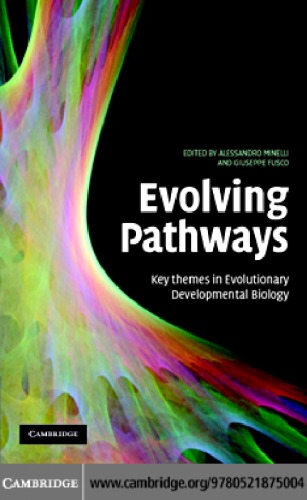 EDITED BY ALESSANDRO MINELLI
AND GIUSEPPE FUSCO
Evolving
Pathways
Key themes in Evolutionary
Developmental Biology
CAMBRIDGE
CAMBRIDGE
www.cambridge.org/9780521875004